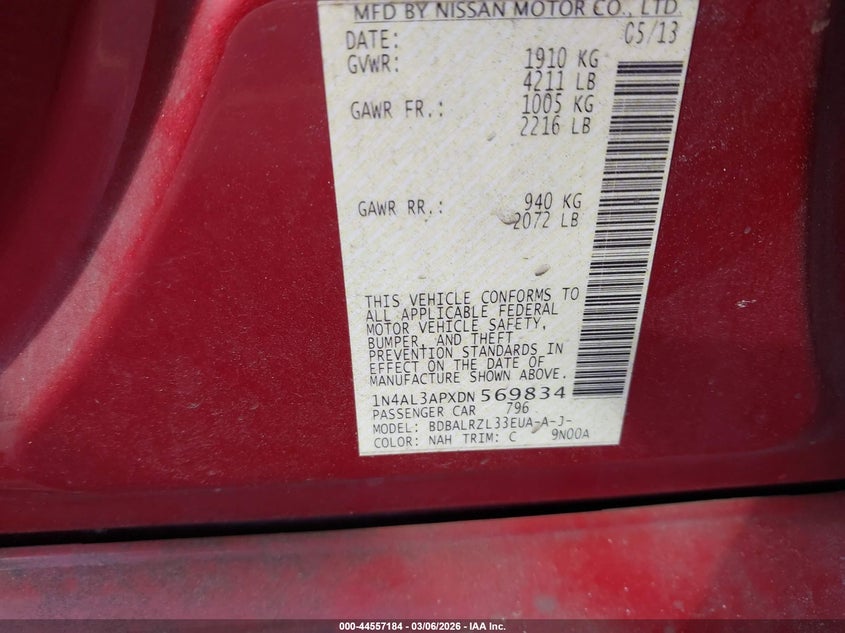 MFD BY NISSAN MOTOR CO., LTD.
DATE: 05/13
GVWR: 1910 KG
4211 LB
GAWR FR.: 1005 KG
2216 LB
GAWR RR.: 940 KG
2072 LB
THIS VEHICLE CONFORMS TO
ALL APPLICABLE FEDERAL
MOTOR VEHICLE SAFETY,
BUMPER, AND THEFT
PREVENTION STANDARDS IN
EFFECT ON THE DATE OF
MANUFACTURE SHOWN ABOVE.
1N4AL3APXDN569834
PASSENGER CAR 796
MODEL: BDBALRZL33EUA-A-J-
COLOR: NAH TRIM: C 9N00A
000-44557184 - 03/06/2026 - IAA Inc.